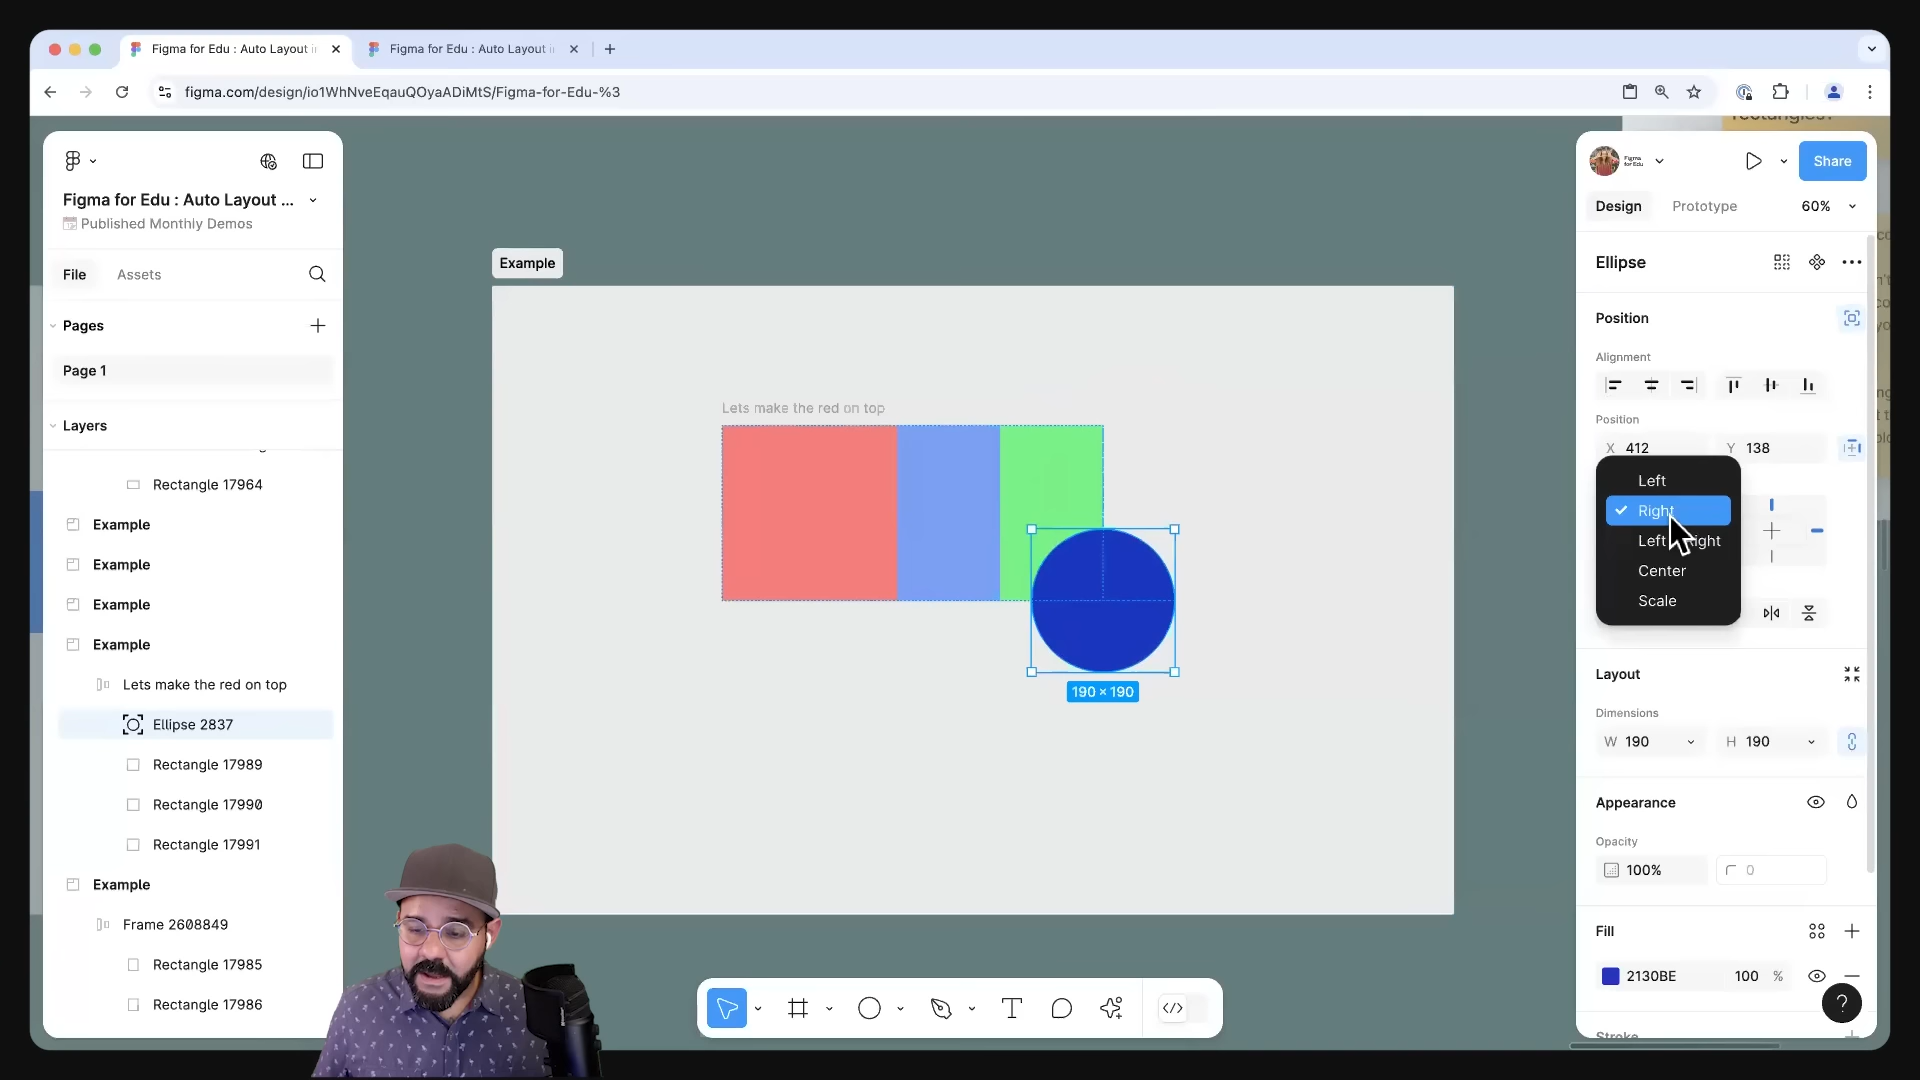 Figma for Edu : Auto Layout i
Figma for Edu : Auto Layout i
figma.com/design/io1WhNveEqauQOyaADiMtS/Figma-for-Edu-%3
Figma for Edu : Auto Layout ...
Published Monthly Demos
File
Assets
Pages
Page 1
Layers
Rectangle 17964
Example
Example
Example
Example
Lets make the red on top
Ellipse 2837
Rectangle 17989
Rectangle 17990
Rectangle 17991
Example
Frame 2608849
Rectangle 17985
Rectangle 17986
Example
Lets make the red on top
190 × 190
rectangles?
Figma for Edu
Share
Design
Prototype
60%
Ellipse
Position
Alignment
Position
X 412
Y 138
Left
Right
Left Right
Center
Scale
Layout
Dimensions
W 190
H 190
Appearance
Opacity
100%
0
Fill
2130BE
100 %
?
Stroke